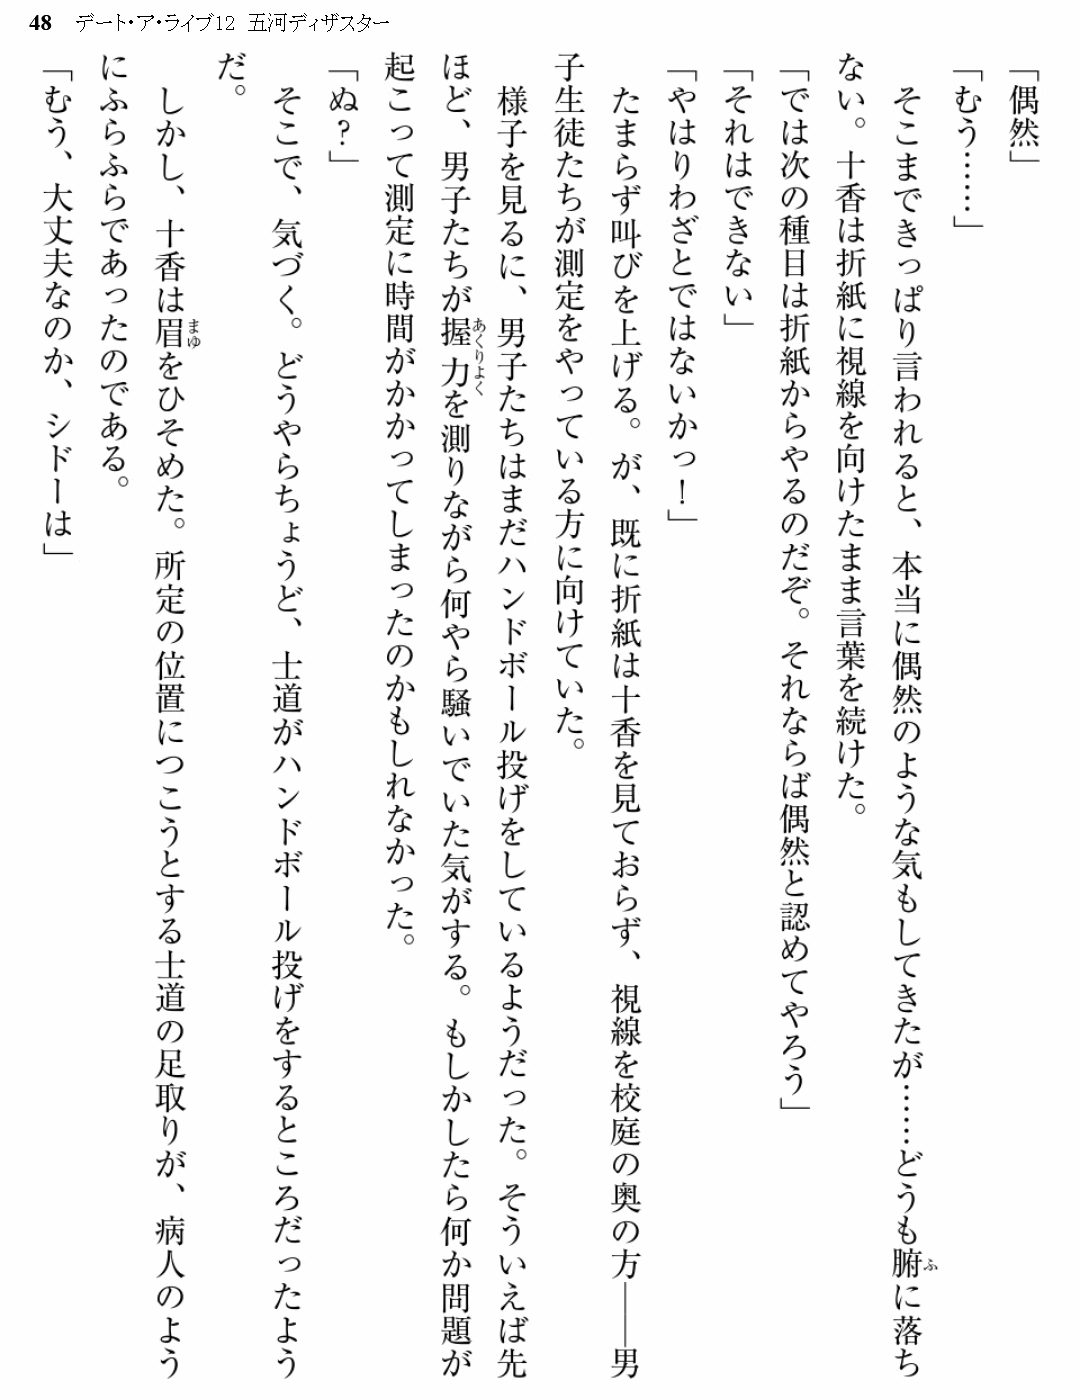 48 デート・ア・ライブ12 五河ディザスター
「偶然」
「むう……」
そこまできっぱり言われると、本当に偶然のような気もしてきたが……どうも腑に落ち
ない。十香は折紙に視線を向けたまま言葉を続けた。
「では次の種目は折紙からやるのだぞ。それならば偶然と認めてやろう」
「それはできない」
「やはりわざとではないかっ！」
たまらず叫びを上げる。が、既に折紙は十香を見ておらず、視線を校庭の奥の方――男
子生徒たちが測定をやっている方に向けていた。
様子を見るに、男子たちはまだハンドボール投げをしているようだった。そういえば先
ほど、男子たちが握力を測りながら何やら騒いでいた気がする。もしかしたら何か問題が
起こって測定に時間がかかってしまったのかもしれなかった。
「ぬ？」
そこで、気づく。どうやらちょうど、士道がハンドボール投げをするところだったよう
だ。
しかし、十香は眉をひそめた。所定の位置につこうとする士道の足取りが、病人のよう
にふらふらであったのである。
「むう、大丈夫なのか、シドーは」
ふ
あくりよく
まゆ